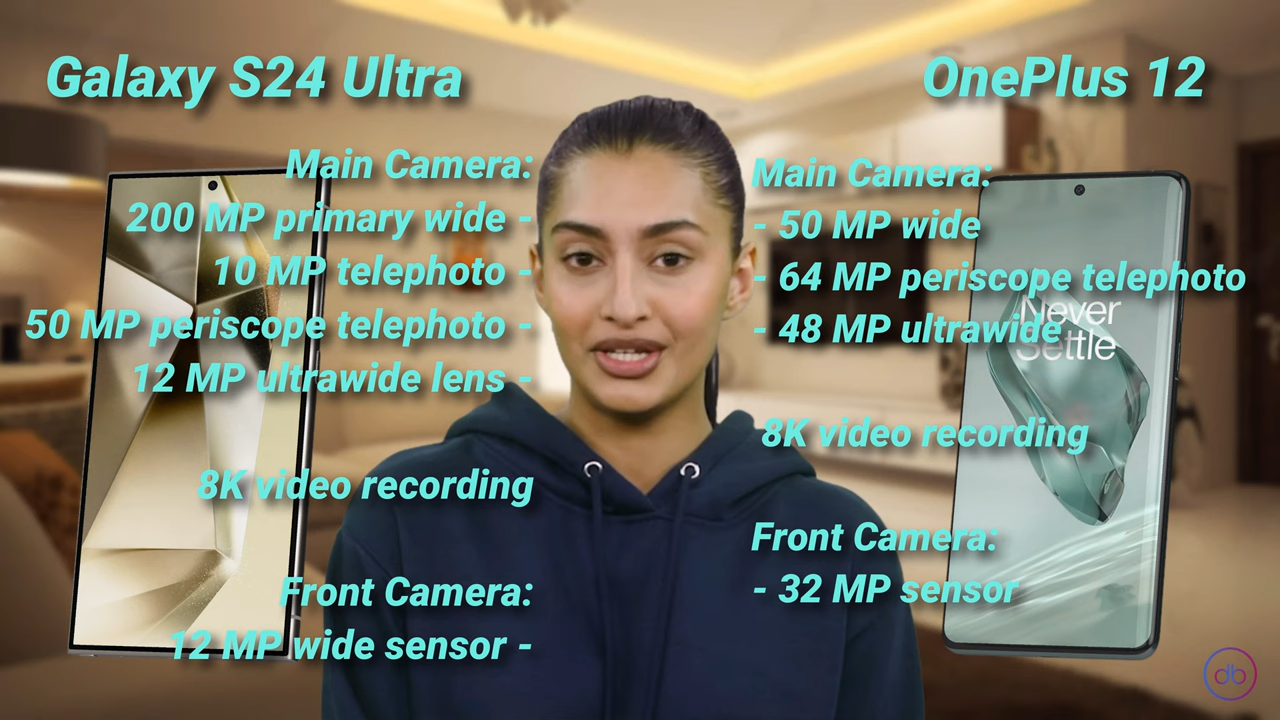 Galaxy S24 Ultra
Main Camera:
200 MP primary wide -
10 MP telephoto -
50 MP periscope telephoto -
12 MP ultrawide lens -
8K video recording
Front Camera:
12 MP wide sensor -
OnePlus 12
Main Camera:
- 50 MP wide
- 64 MP periscope telephoto
- 48 MP ultrawide
8K video recording
Front Camera:
- 32 MP sensor
Never
Settle
db